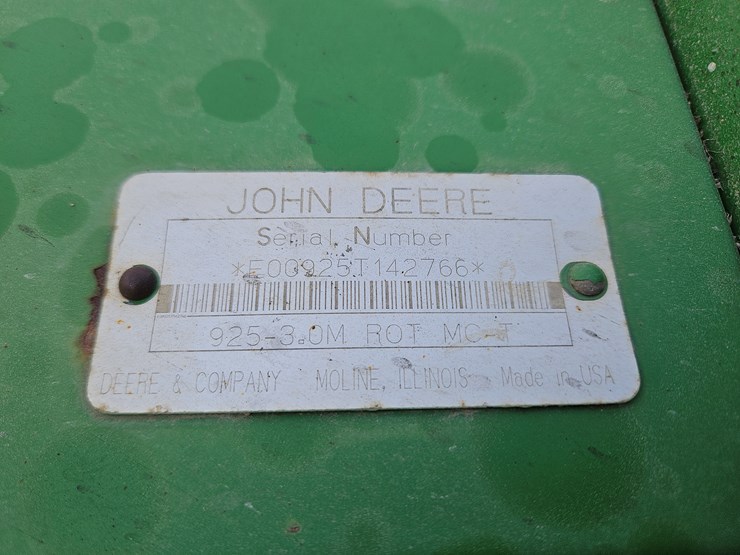 JOHN DEERE
Serial Number
*E00925T142766*
925-3.0M ROT MC-T
DEERE & COMPANY MOLINE, ILLINOIS Made in USA